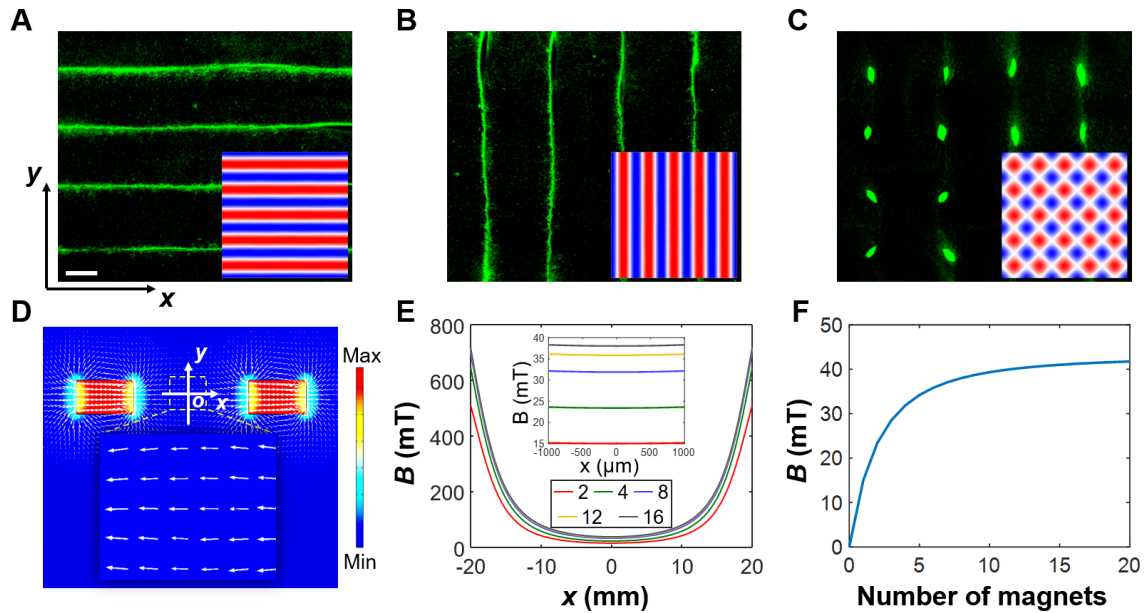 A
B
C
y
x
D
E
F
y
o
x
Max
Min
800
600
400
200
0
B (mT)
-20
-10
0
10
20
x (mm)
40
35
30
25
20
15
B (mT)
-1000
-500
0
500
1000
x (μm)
2
4
8
12
16
50
40
30
20
10
0
B (mT)
0
5
10
15
20
Number of magnets